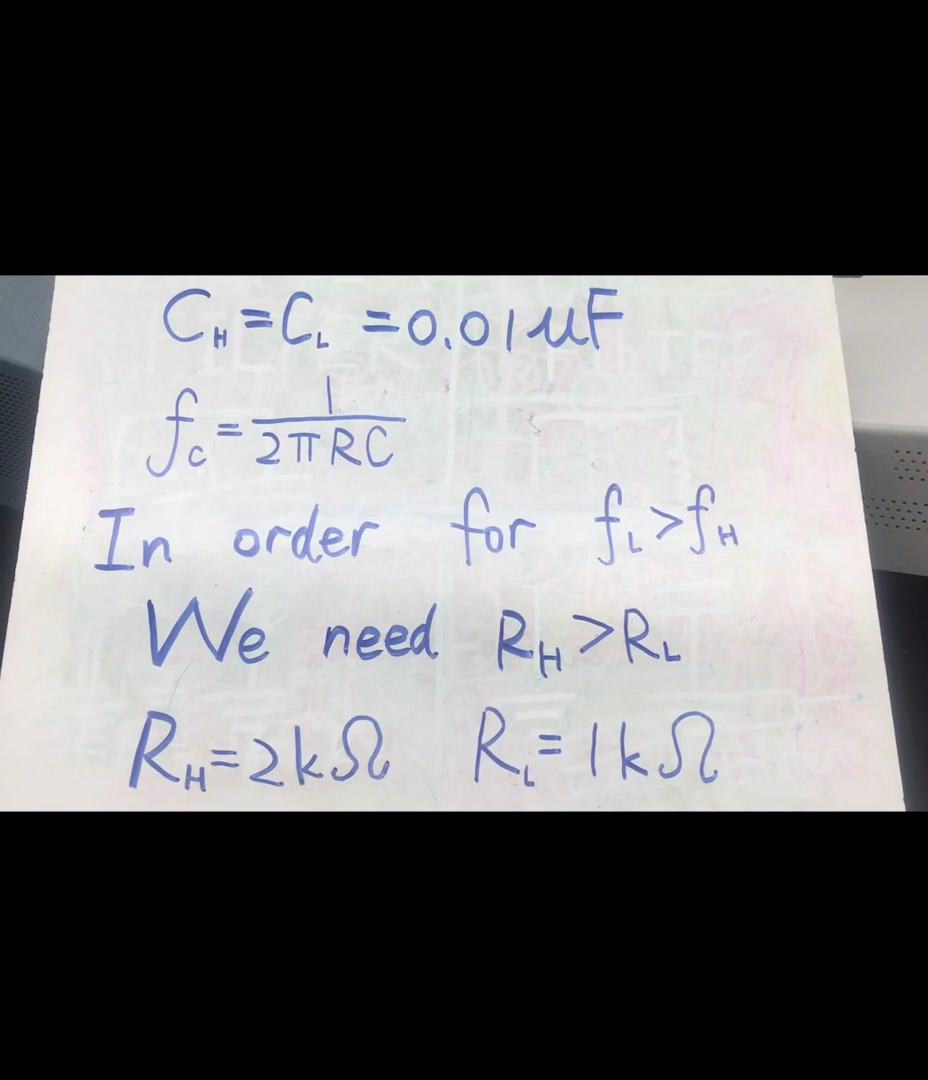 C_H = C_L = 0.01 μF
f_c = 1 / 2πRC
In order for f_L > f_H
We need R_H > R_L
R_H = 2kΩ R_L = 1kΩ